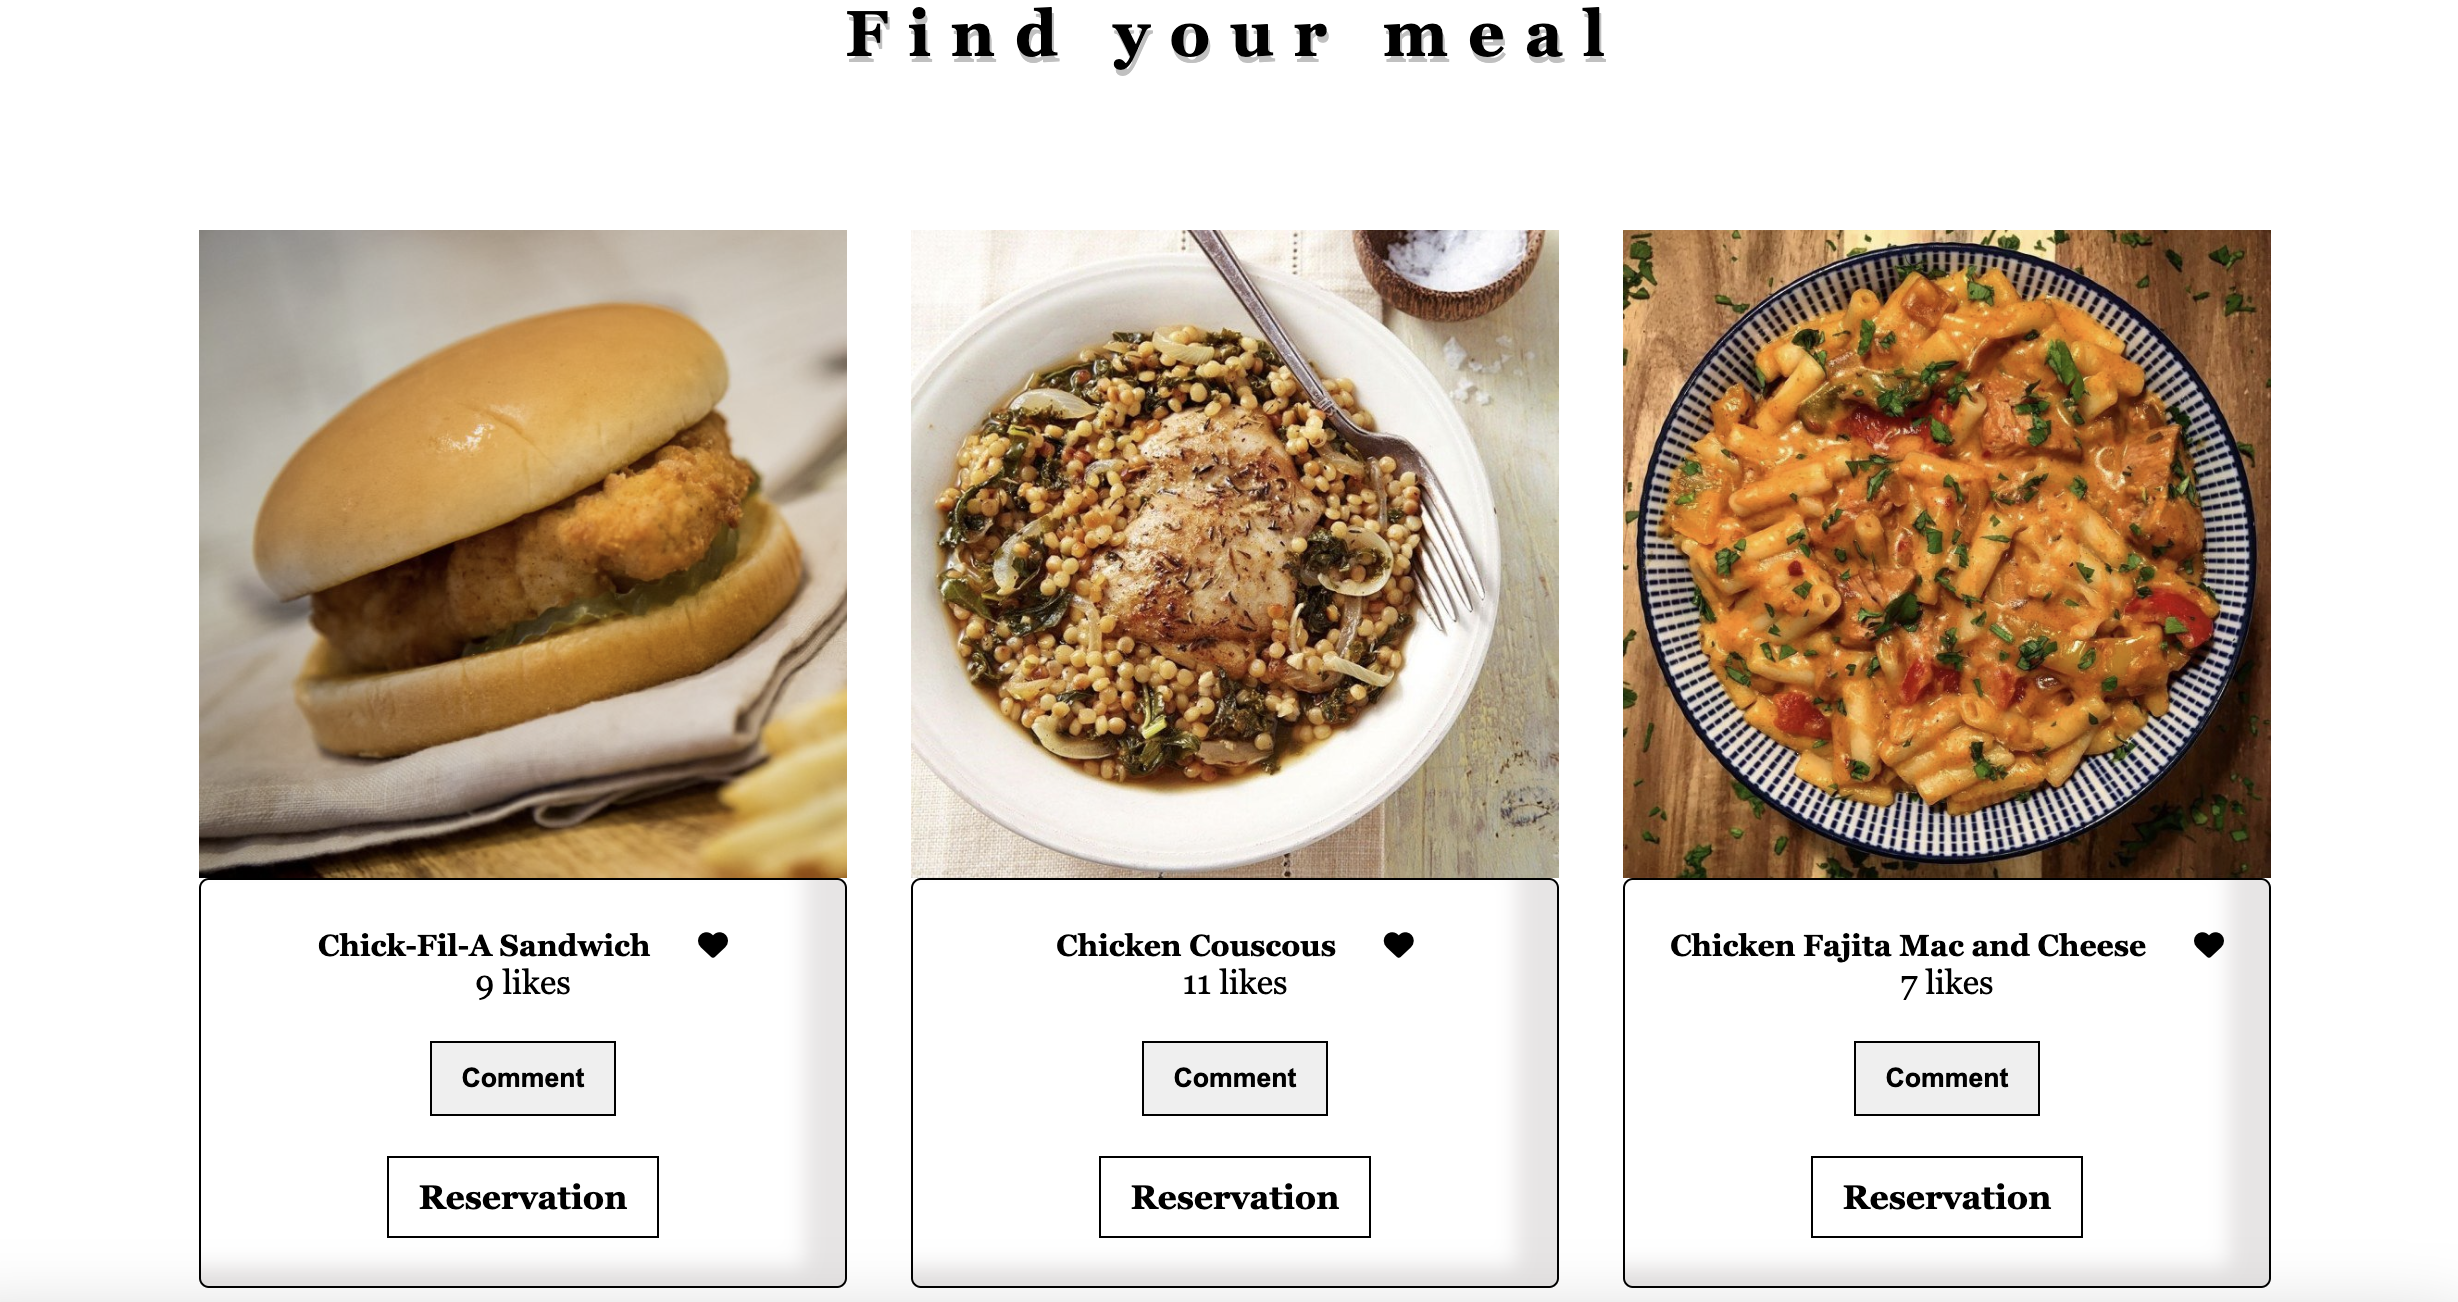 Find your meal
Chick-Fil-A Sandwich
9 likes
Comment
Reservation
Chicken Couscous
11 likes
Comment
Reservation
Chicken Fajita Mac and Cheese
7 likes
Comment
Reservation